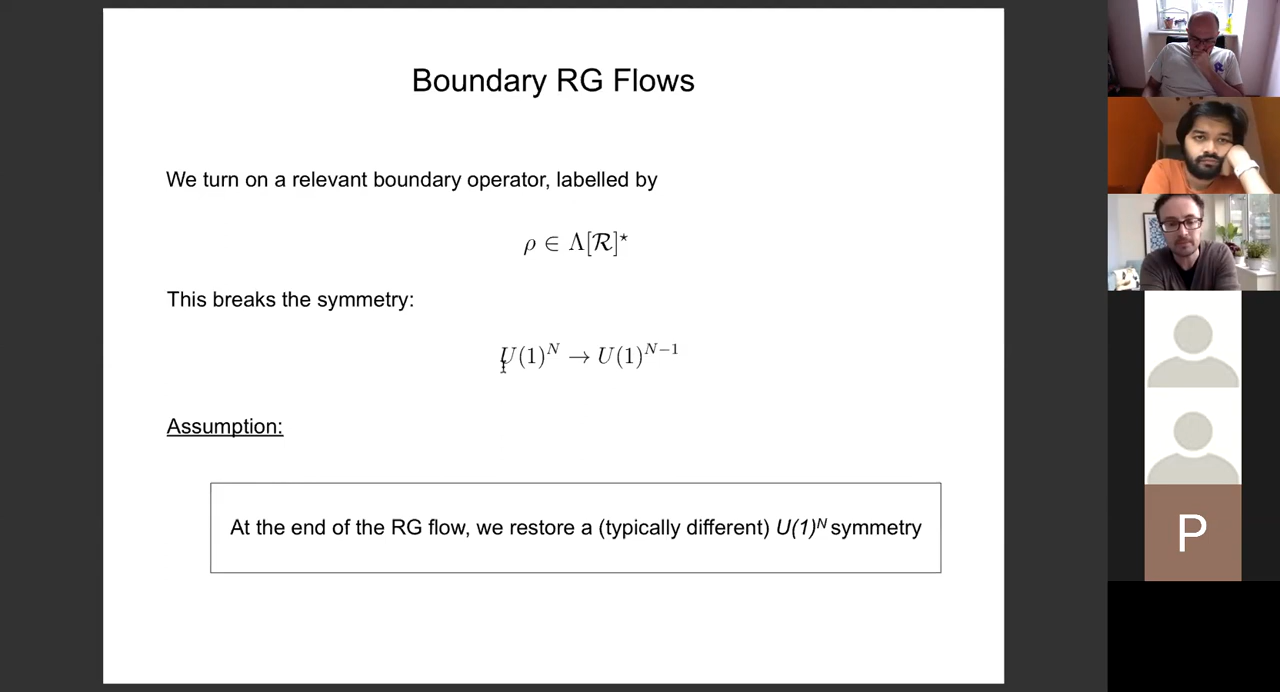 Boundary RG Flows
We turn on a relevant boundary operator, labelled by
ρ ∈ Λ[ℛ]⋆
This breaks the symmetry:
U(1)^N → U(1)^{N−1}
Assumption:
At the end of the RG flow, we restore a (typically different) U(1)^N symmetry
P